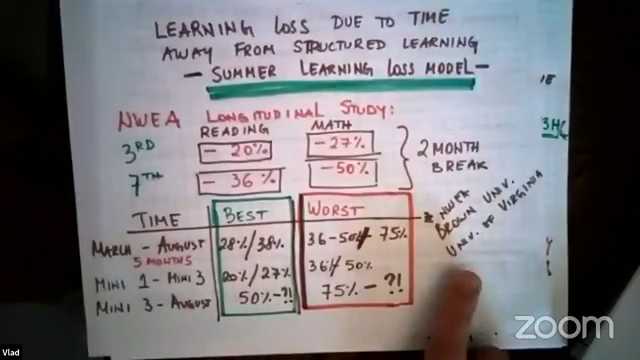 LEARNING LOSS DUE TO TIME
AWAY FROM STRUCTURED LEARNING
- SUMMER LEARNING LOSS MODEL -
NWEA LONGITUDINAL STUDY:
READING MATH
3RD - 20% - 27%
7TH - 36% - 50%
2 MONTH
BREAK
TIME BEST WORST
MARCH - AUGUST 28% / 38% 36-50% 75%
5 MONTHS
MINI 1 - MINI 3 20% / 27% 36% 50%
MINI 3 - AUGUST 50% - ?! 75% - ?!
* NWEA
BROWN UNIV.
UNIV. OF VIRGINIA
Vlad
zoom